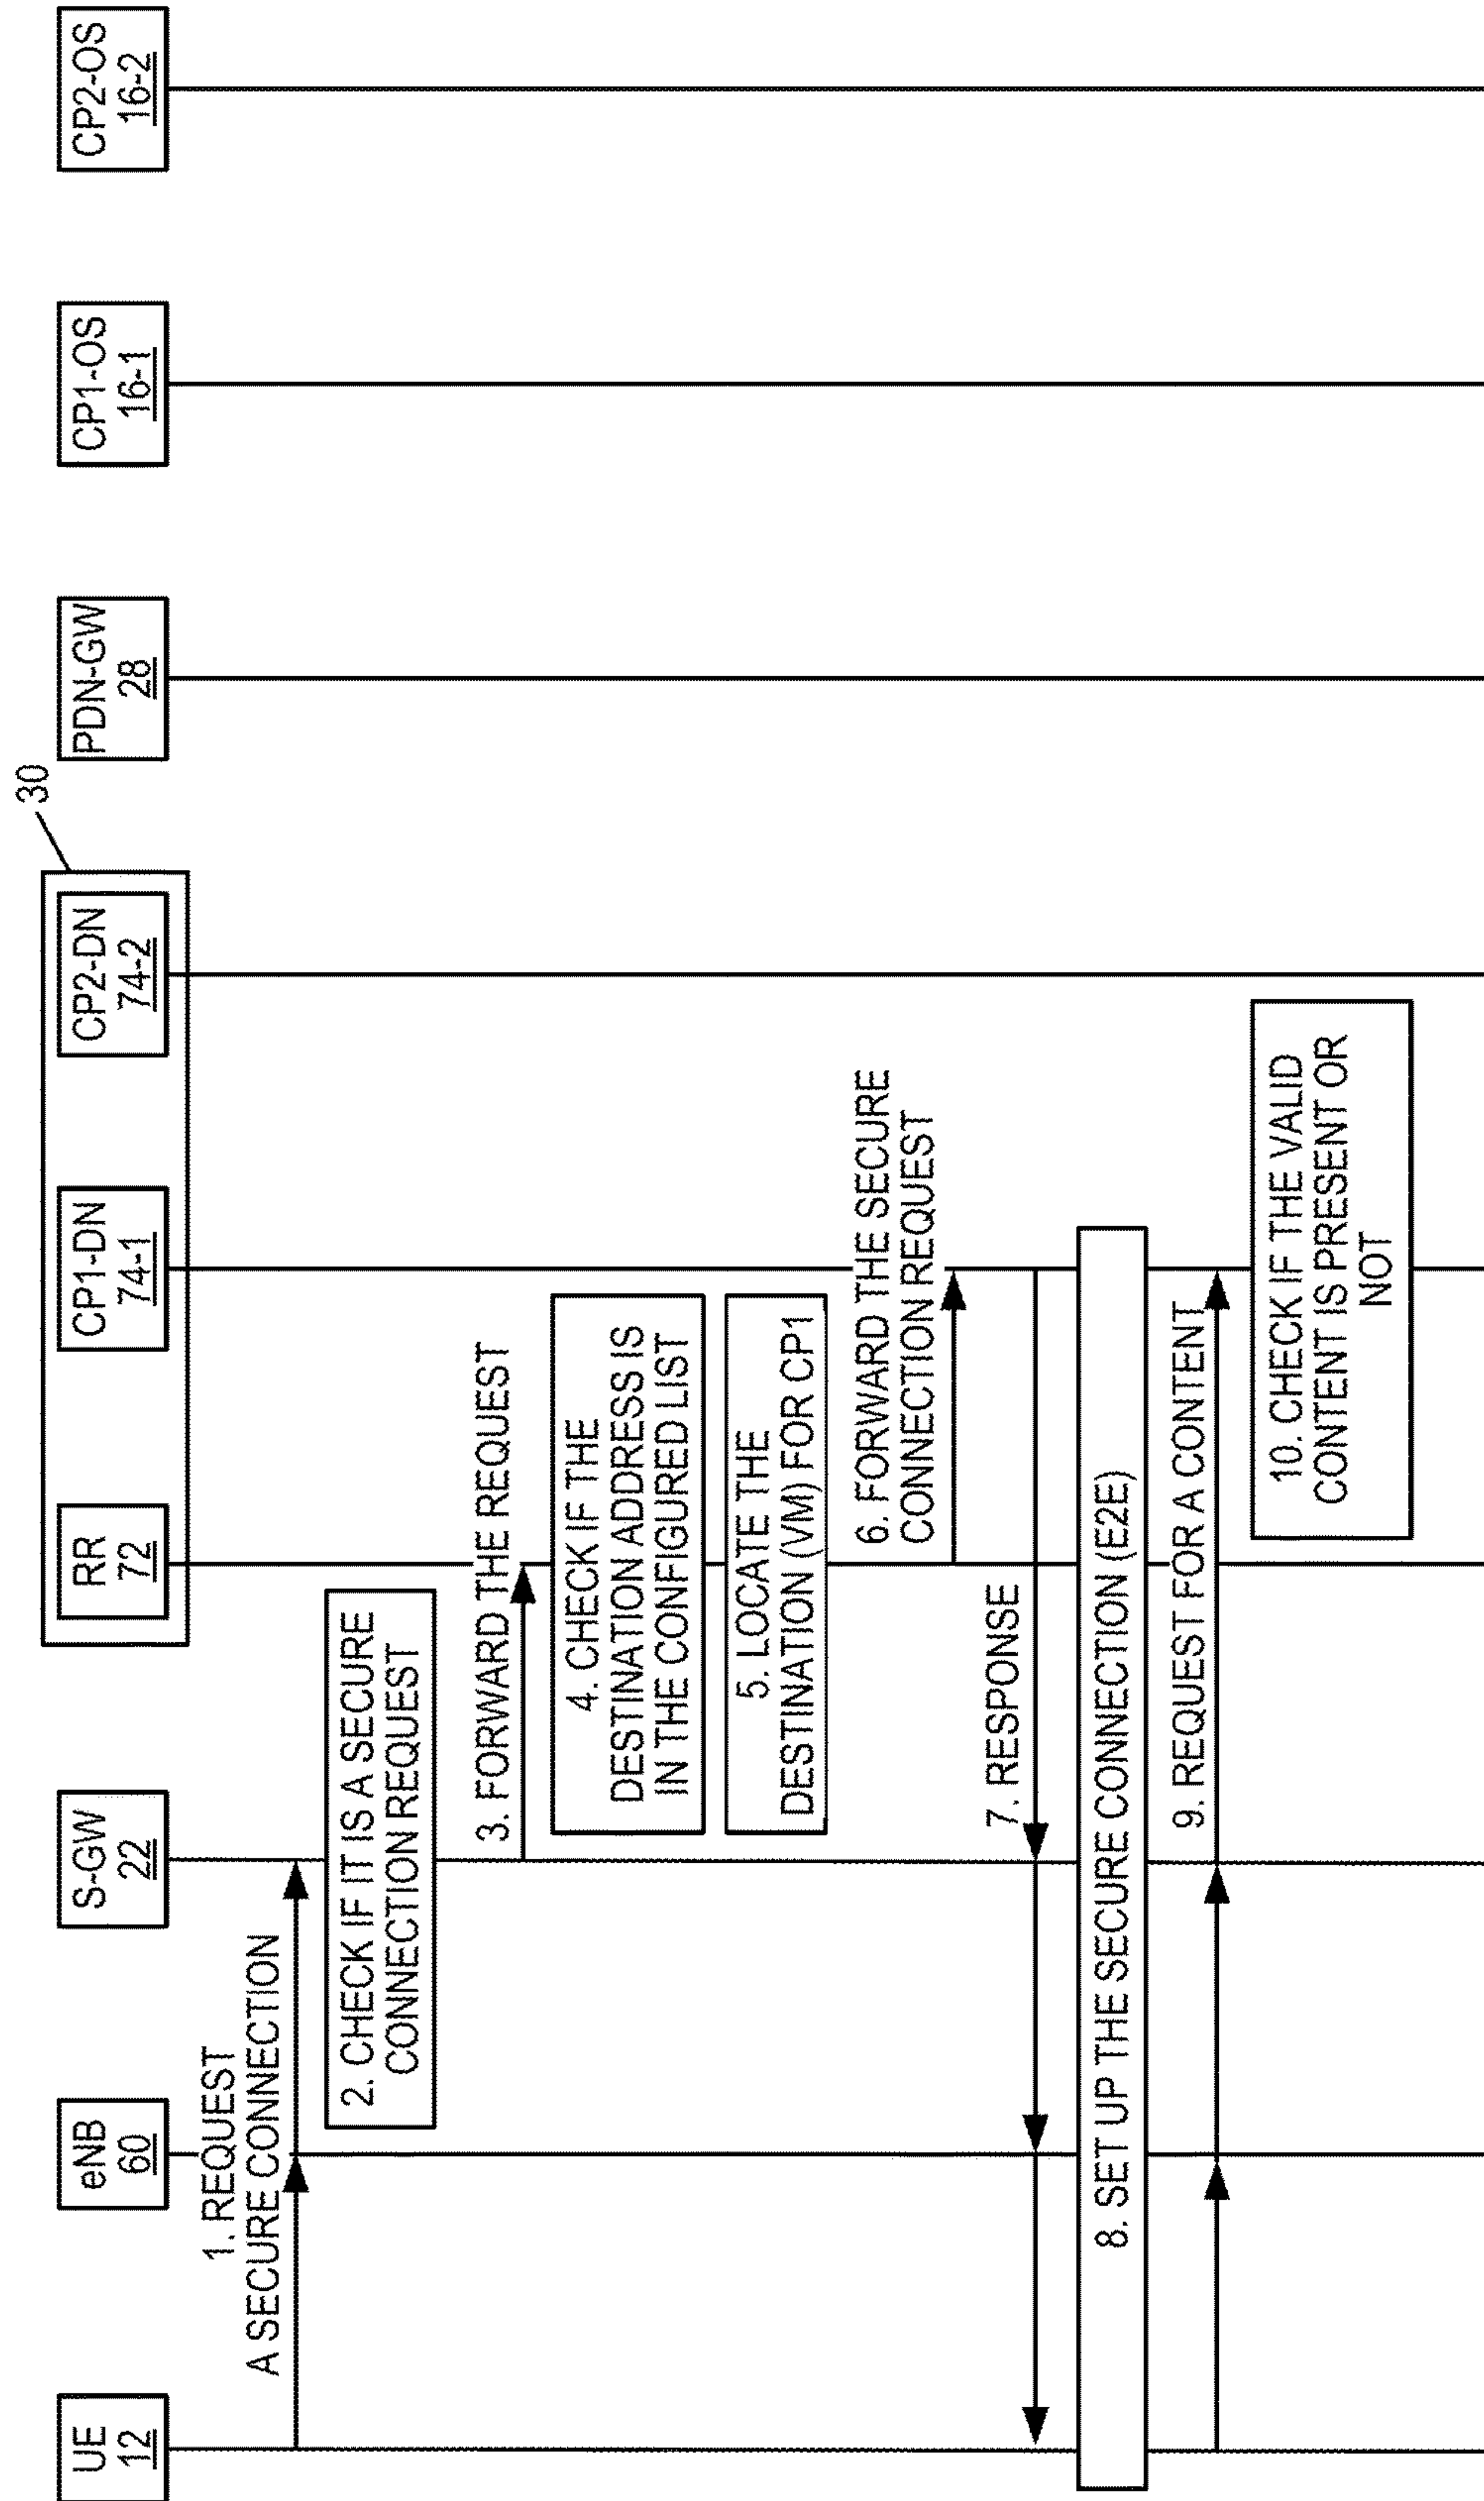 30
UE
12
eNB
60
S-GW
22
RR
72
CP1-DN
74-1
CP2-DN
74-2
PDN-GW
28
CP1-OS
16-1
CP2-OS
16-2
1. REQUEST
A SECURE CONNECTION
2. CHECK IF IT IS A SECURE
CONNECTION REQUEST
3. FORWARD THE REQUEST
4. CHECK IF THE
DESTINATION ADDRESS IS
IN THE CONFIGURED LIST
5. LOCATE THE
DESTINATION (VM) FOR CP1
6. FORWARD THE SECURE
CONNECTION REQUEST
7. RESPONSE
8. SET UP THE SECURE CONNECTION (E2E)
9. REQUEST FOR A CONTENT
10. CHECK IF THE VALID
CONTENT IS PRESENT OR
NOT